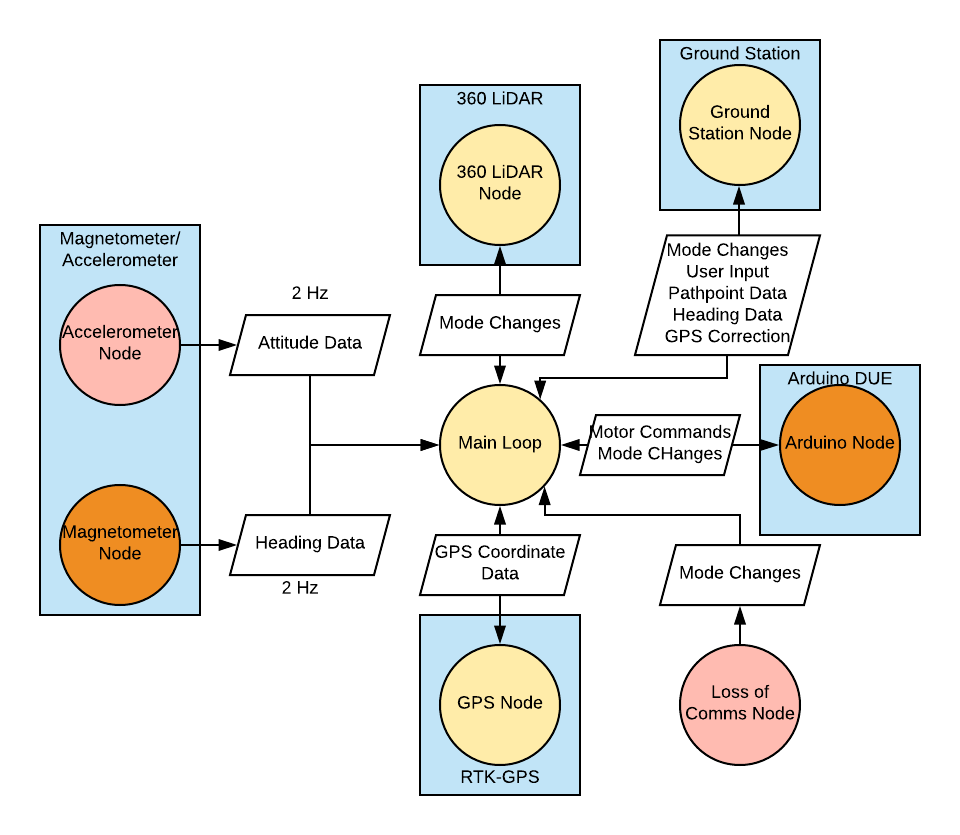 Ground Station
Ground
Station Node
360 LiDAR
360 LiDAR
Node
Magnetometer/
Accelerometer
Mode Changes
User Input
Pathpoint Data
Heading Data
GPS Correction
2 Hz
Accelerometer
Node
Attitude Data
Mode Changes
Arduino DUE
Main Loop
Motor Commands
Mode CHanges
Arduino Node
Magnetometer
Node
Heading Data
2 Hz
GPS Coordinate
Data
Mode Changes
GPS Node
RTK-GPS
Loss of
Comms Node